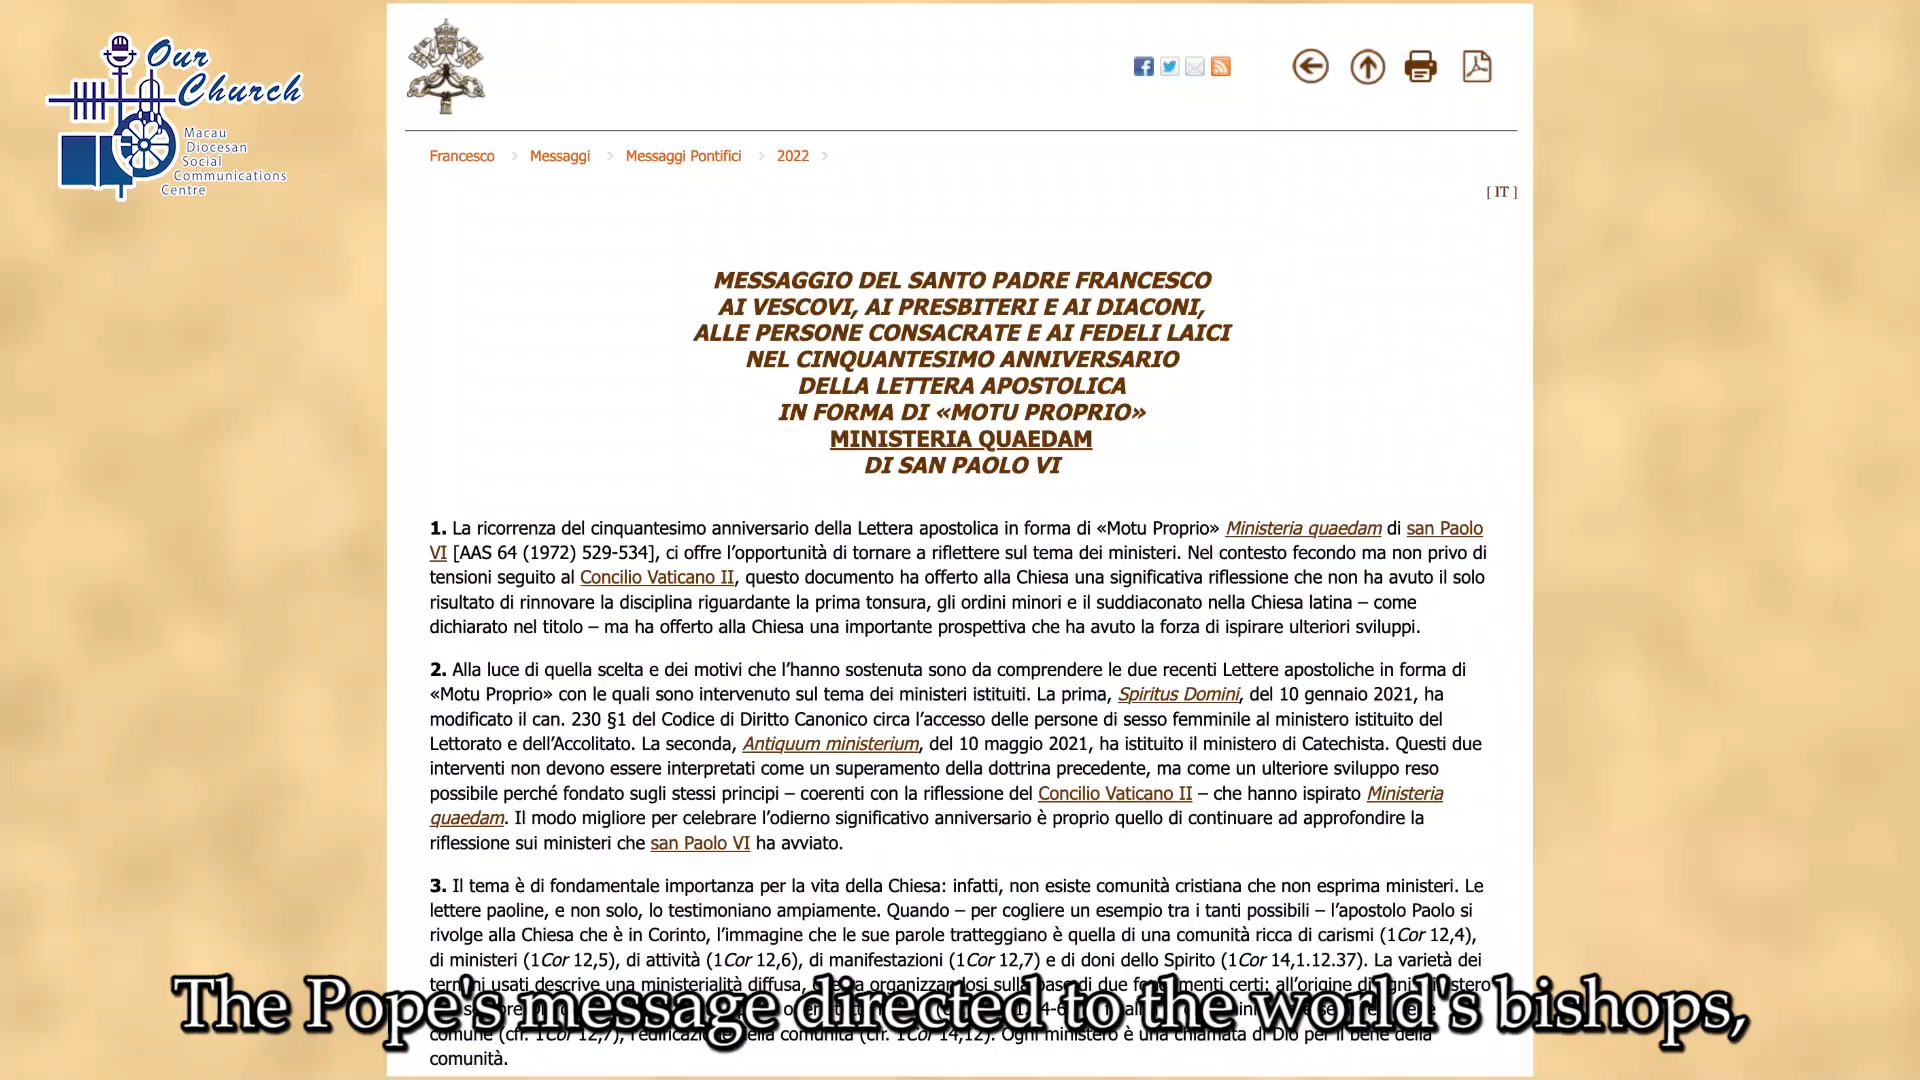 Our
Church
Macau
Diocesan
Social
Communications
Centre
Francesco > Messaggi > Messaggi Pontifici > 2022 >
[ IT ]
MESSAGGIO DEL SANTO PADRE FRANCESCO
AI VESCOVI, AI PRESBITERI E AI DIACONI,
ALLE PERSONE CONSACRATE E AI FEDELI LAICI
NEL CINQUANTESIMO ANNIVERSARIO
DELLA LETTERA APOSTOLICA
IN FORMA DI «MOTU PROPRIO»
MINISTERIA QUAEDAM
DI SAN PAOLO VI
1. La ricorrenza del cinquantesimo anniversario della Lettera apostolica in forma di «Motu Proprio» Ministeria quaedam di san Paolo
VI [AAS 64 (1972) 529-534], ci offre l’opportunità di tornare a riflettere sul tema dei ministeri. Nel contesto fecondo ma non privo di
tensioni seguito al Concilio Vaticano II, questo documento ha offerto alla Chiesa una significativa riflessione che non ha avuto il solo
risultato di rinnovare la disciplina riguardante la prima tonsura, gli ordini minori e il suddiaconato nella Chiesa latina – come
dichiarato nel titolo – ma ha offerto alla Chiesa una importante prospettiva che ha avuto la forza di ispirare ulteriori sviluppi.
2. Alla luce di quella scelta e dei motivi che l’hanno sostenuta sono da comprendere le due recenti Lettere apostoliche in forma di
«Motu Proprio» con le quali sono intervenuto sul tema dei ministeri istituiti. La prima, Spiritus Domini, del 10 gennaio 2021, ha
modificato il can. 230 §1 del Codice di Diritto Canonico circa l’accesso delle persone di sesso femminile al ministero istituito del
Lettorato e dell’Accolitato. La seconda, Antiquum ministerium, del 10 maggio 2021, ha istituito il ministero di Catechista. Questi due
interventi non devono essere interpretati come un superamento della dottrina precedente, ma come un ulteriore sviluppo reso
possibile perché fondato sugli stessi principi – coerenti con la riflessione del Concilio Vaticano II – che hanno ispirato Ministeria
quaedam. Il modo migliore per celebrare l’odierno significativo anniversario è proprio quello di continuare ad approfondire la
riflessione sui ministeri che san Paolo VI ha avviato.
3. Il tema è di fondamentale importanza per la vita della Chiesa: infatti, non esiste comunità cristiana che non esprima ministeri. Le
lettere paoline, e non solo, lo testimoniano ampiamente. Quando – per cogliere un esempio tra i tanti possibili – l’apostolo Paolo si
rivolge alla Chiesa che è in Corinto, l’immagine che le sue parole tratteggiano è quella di una comunità ricca di carismi (1Cor 12,4),
di ministeri (1Cor 12,5), di attività (1Cor 12,6), di manifestazioni (1Cor 12,7) e di doni dello Spirito (1Cor 14,1.12.37). La varietà dei
usati descrive una ministerialità diffusa, di due certi: all’origine di
The Pope's message directed to the world's bishops,
comune (cfr. 1Cor 12,7), l’edificazione della comunità (cfr. 1Cor 14,12). Ogni ministero è una chiamata di Dio per il bene della
comunità.